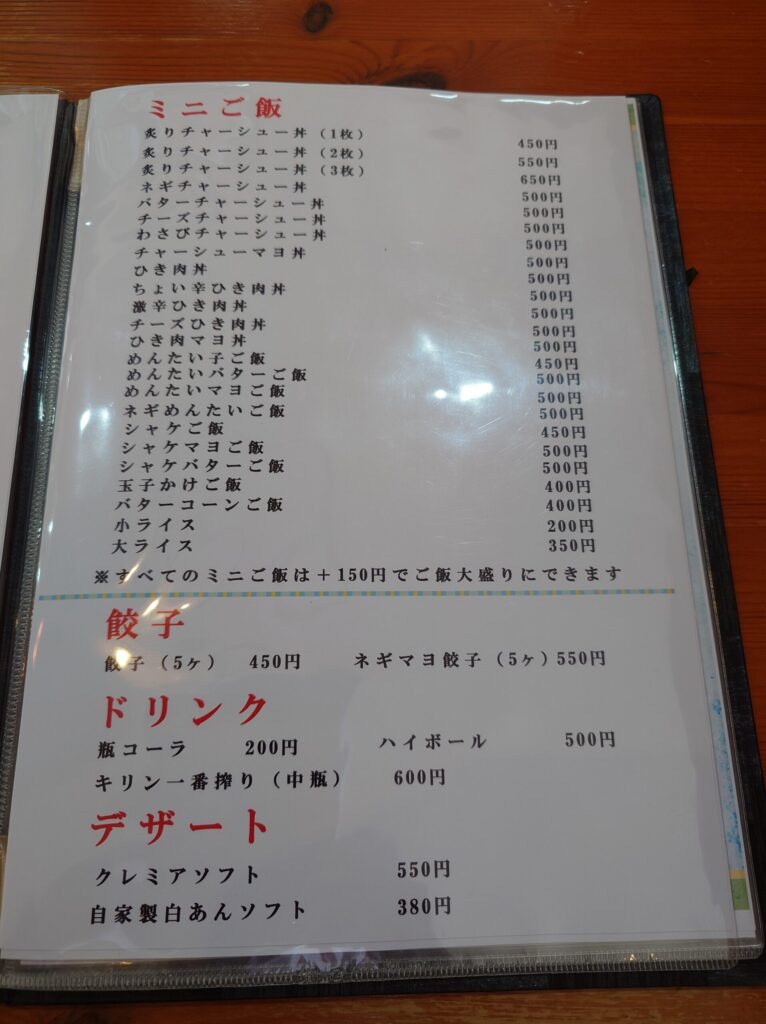 ミニご飯
炙りチャーシュー丼（1枚） 450円
炙りチャーシュー丼（2枚） 550円
炙りチャーシュー丼（3枚） 650円
ネギチャーシュー丼 500円
バターチャーシュー丼 500円
チーズチャーシュー丼 500円
わさびチャーシュー丼 500円
チャーシューマヨ丼 500円
ひき肉丼 500円
ちょい辛ひき肉丼 500円
激辛ひき肉丼 500円
チーズひき肉丼 500円
ひき肉マヨ丼 500円
めんたい子ご飯 450円
めんたいバターご飯 500円
めんたいマヨご飯 500円
ネギめんたいご飯 500円
シャケご飯 450円
シャケマヨご飯 500円
シャケバターご飯 500円
玉子かけご飯 400円
バターコーンご飯 400円
小ライス 200円
大ライス 350円
※すべてのミニご飯は＋150円でご飯大盛りにできます
餃子
餃子（5ヶ） 450円 ネギマヨ餃子（5ヶ）550円
ドリンク
瓶コーラ 200円 ハイボール 500円
キリン一番搾り（中瓶） 600円
デザート
クレミアソフト 550円
自家製白あんソフト 380円